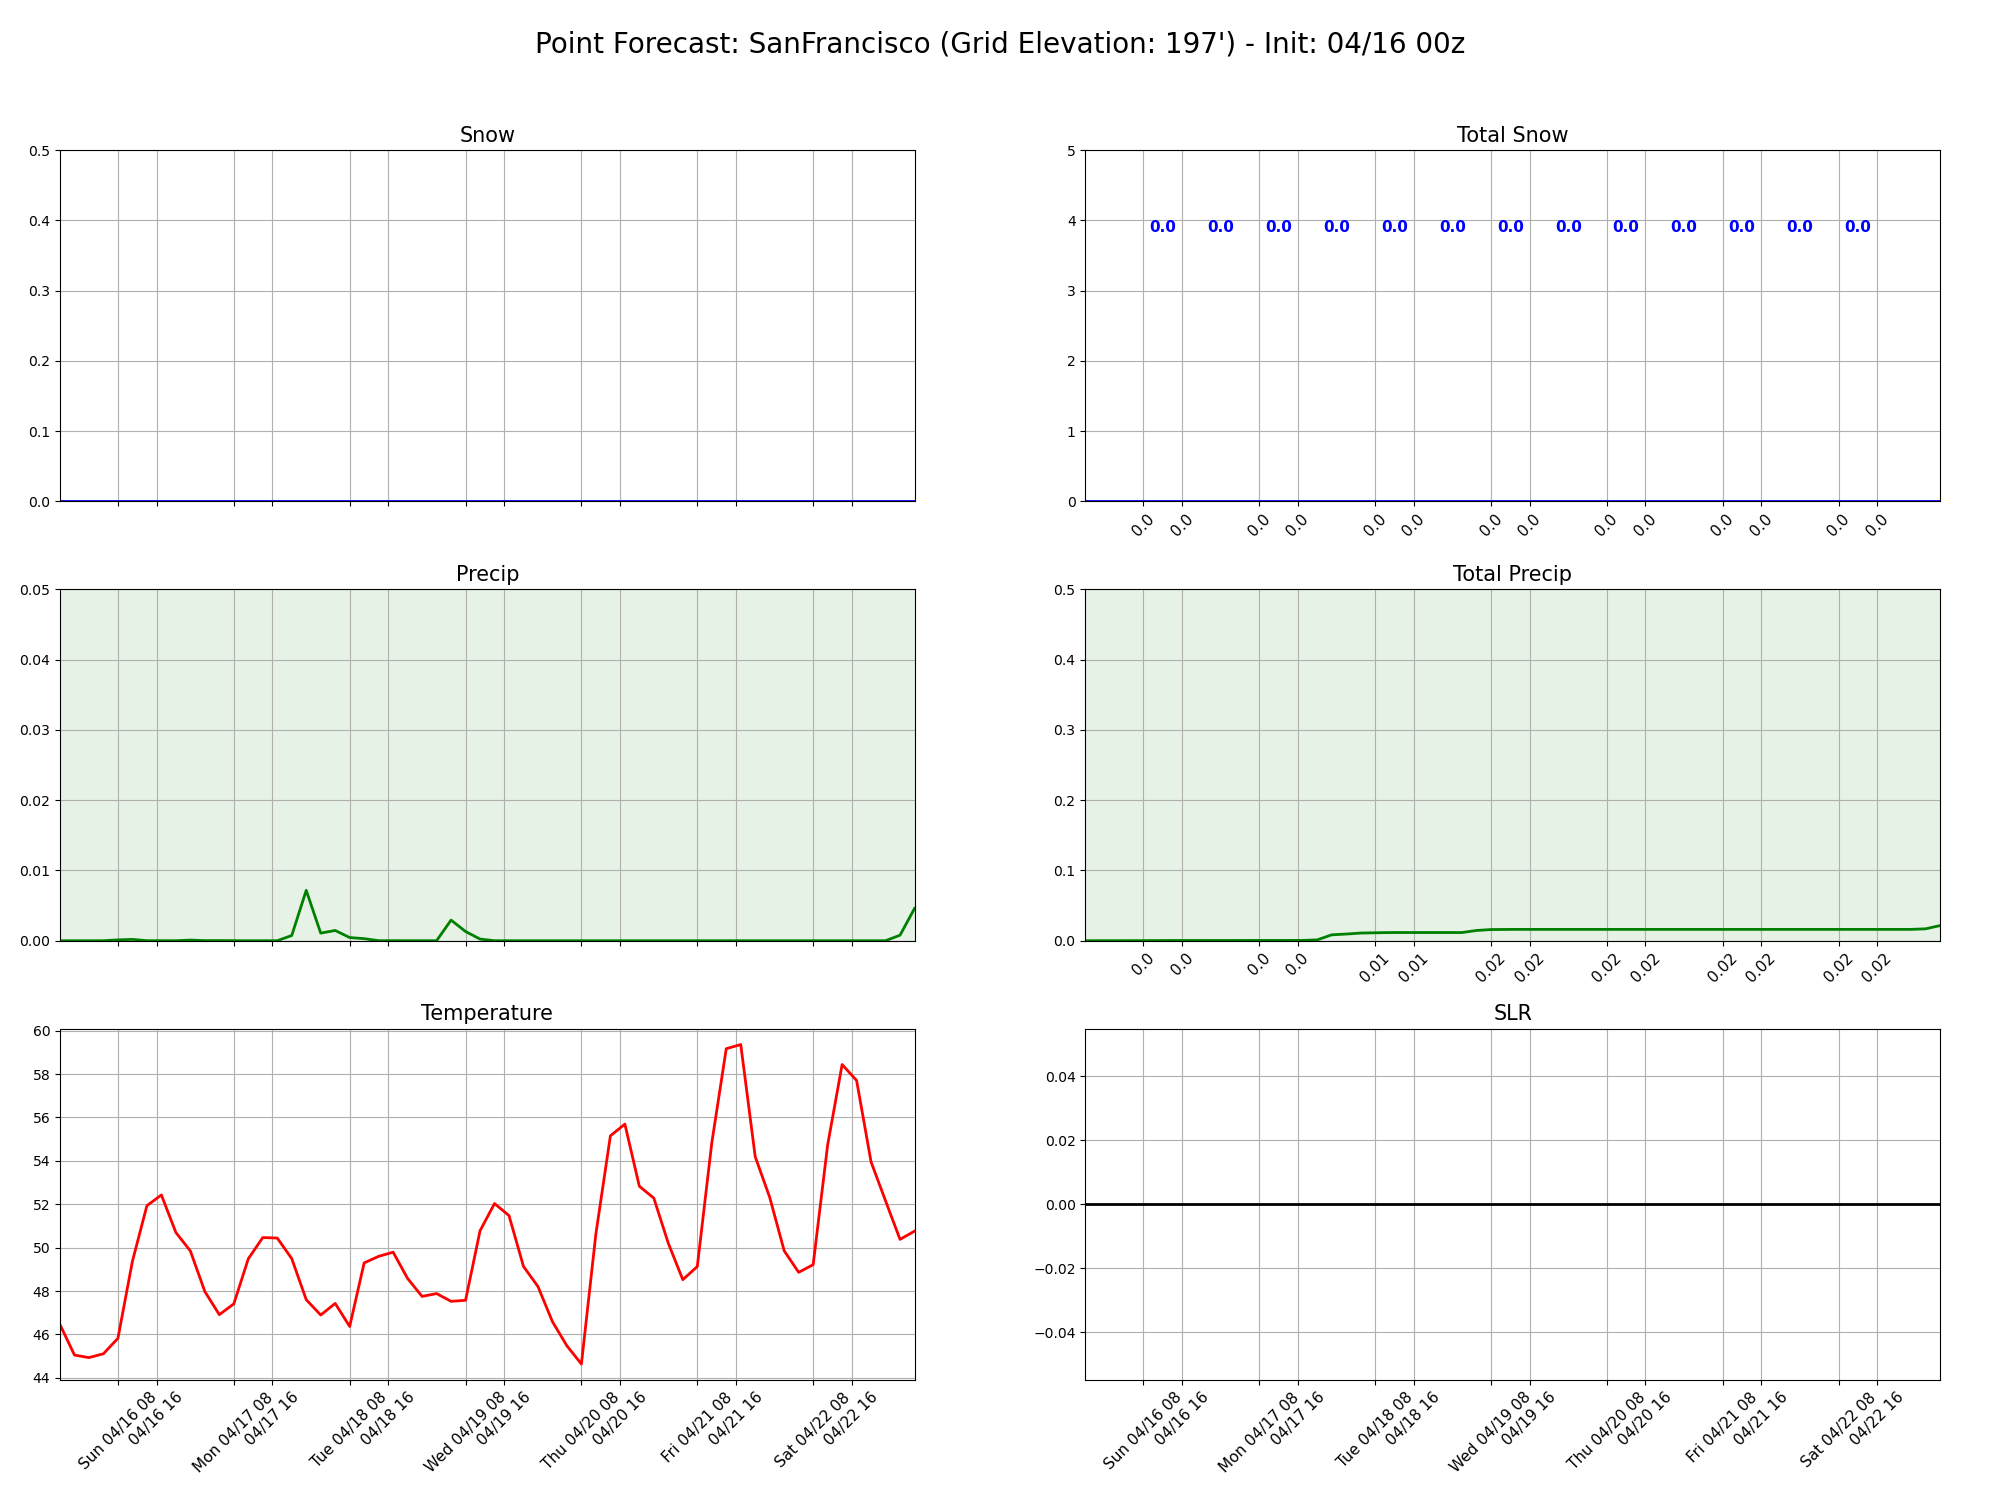 Point Forecast: SanFrancisco (Grid Elevation: 197') - Init: 04/16 00z
Snow
0.5
0.4
0.3
0.2
0.1
0.0
Total Snow
5
4
3
2
1
0
0.0 0.0 0.0 0.0 0.0 0.0 0.0 0.0 0.0 0.0 0.0 0.0 0.0
0.0 0.0 0.0 0.0 0.0 0.0 0.0 0.0 0.0 0.0 0.0 0.0 0.0 0.0
Precip
0.05
0.04
0.03
0.02
0.01
0.00
Total Precip
0.5
0.4
0.3
0.2
0.1
0.0
0.0 0.0 0.0 0.0 0.01 0.01 0.02 0.02 0.02 0.02 0.02 0.02 0.02 0.02
Temperature
60
58
56
54
52
50
48
46
44
Sun 04/16 08
04/16 16
Mon 04/17 08
04/17 16
Tue 04/18 08
04/18 16
Wed 04/19 08
04/19 16
Thu 04/20 08
04/20 16
Fri 04/21 08
04/21 16
Sat 04/22 08
04/22 16
SLR
0.04
0.02
0.00
−0.02
−0.04
Sun 04/16 08
04/16 16
Mon 04/17 08
04/17 16
Tue 04/18 08
04/18 16
Wed 04/19 08
04/19 16
Thu 04/20 08
04/20 16
Fri 04/21 08
04/21 16
Sat 04/22 08
04/22 16